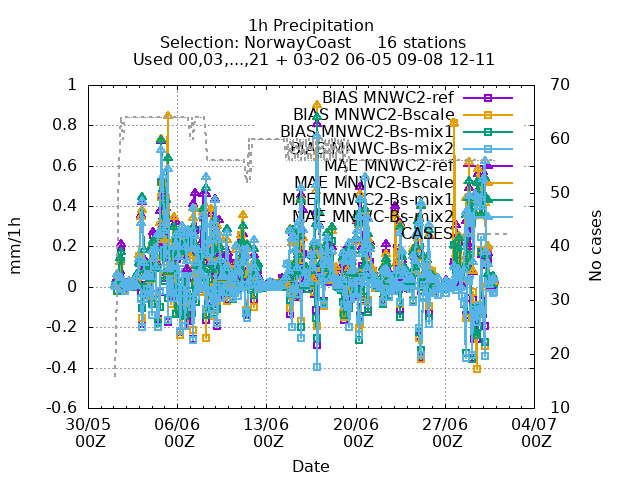 1h Precipitation
Selection: NorwayCoast 16 stations
Used 00,03,...,21 + 03-02 06-05 09-08 12-11
1
0.8
0.6
0.4
0.2
0
-0.2
-0.4
-0.6
mm/1h
BIAS MNWC2-ref
BIAS MNWC2-Bscale
BIAS MNWC2-Bs-mix1
BIAS MNWC-Bs-mix2
MAE MNWC2-ref
MAE MNWC2-Bscale
MAE MNWC2-Bs-mix1
MAE MNWC-Bs-mix2
CASES
70
60
50
40
30
20
10
No cases
30/05 06/06 13/06 20/06 27/06 04/07
00Z 00Z 00Z 00Z 00Z 00Z
Date